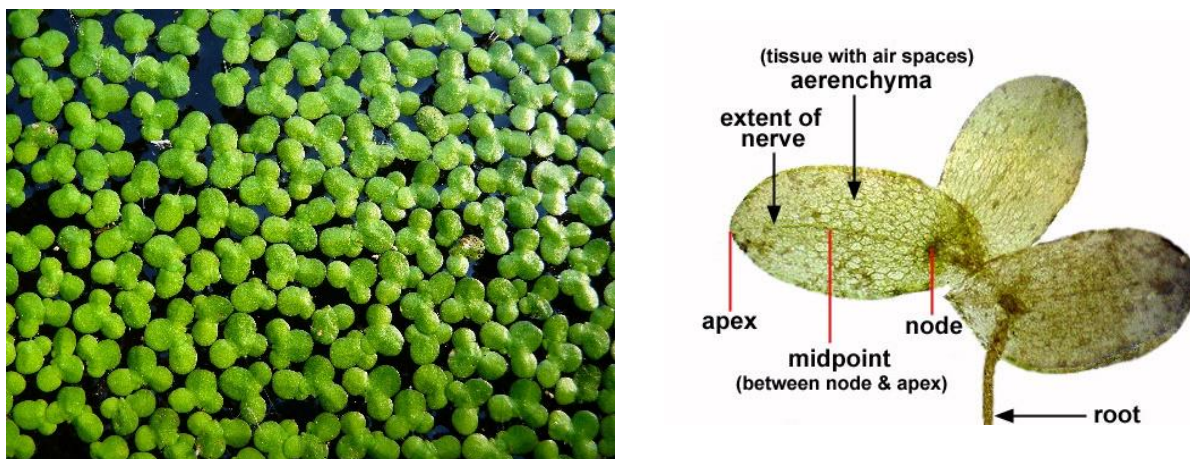 (tissue with air spaces)
aerenchyma
extent of
nerve
apex
node
midpoint
(between node & apex)
root